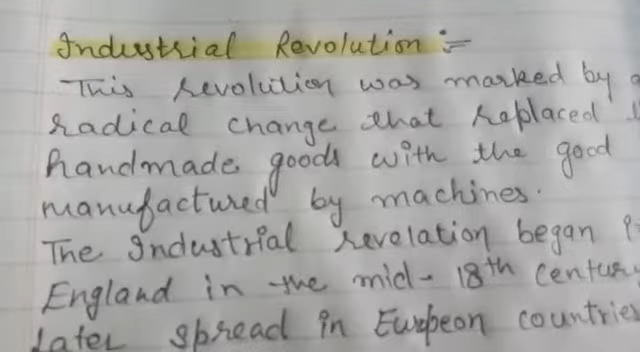 Industrial Revolution :-
This revolution was marked by a
radical change that replaced
handmade goods with the good
manufactured by machines.
The Industrial revolation began
England in the mid- 18th Century
Later spread in Eurpeon countries